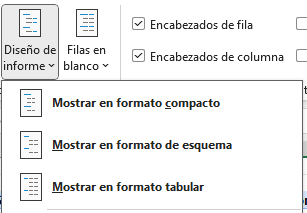 Diseño de informe
Filas en blanco
Encabezados de fila
Encabezados de columna
Mostrar en formato compacto
Mostrar en formato de esquema
Mostrar en formato tabular